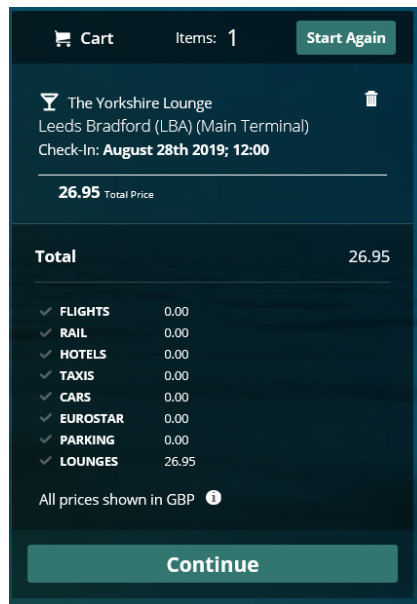 Cart Items: 1 Start Again
The Yorkshire Lounge
Leeds Bradford (LBA) (Main Terminal)
Check-In: August 28th 2019; 12:00
26.95 Total Price
Total 26.95
FLIGHTS 0.00
RAIL 0.00
HOTELS 0.00
TAXIS 0.00
CARS 0.00
EUROSTAR 0.00
PARKING 0.00
LOUNGES 26.95
All prices shown in GBP
Continue